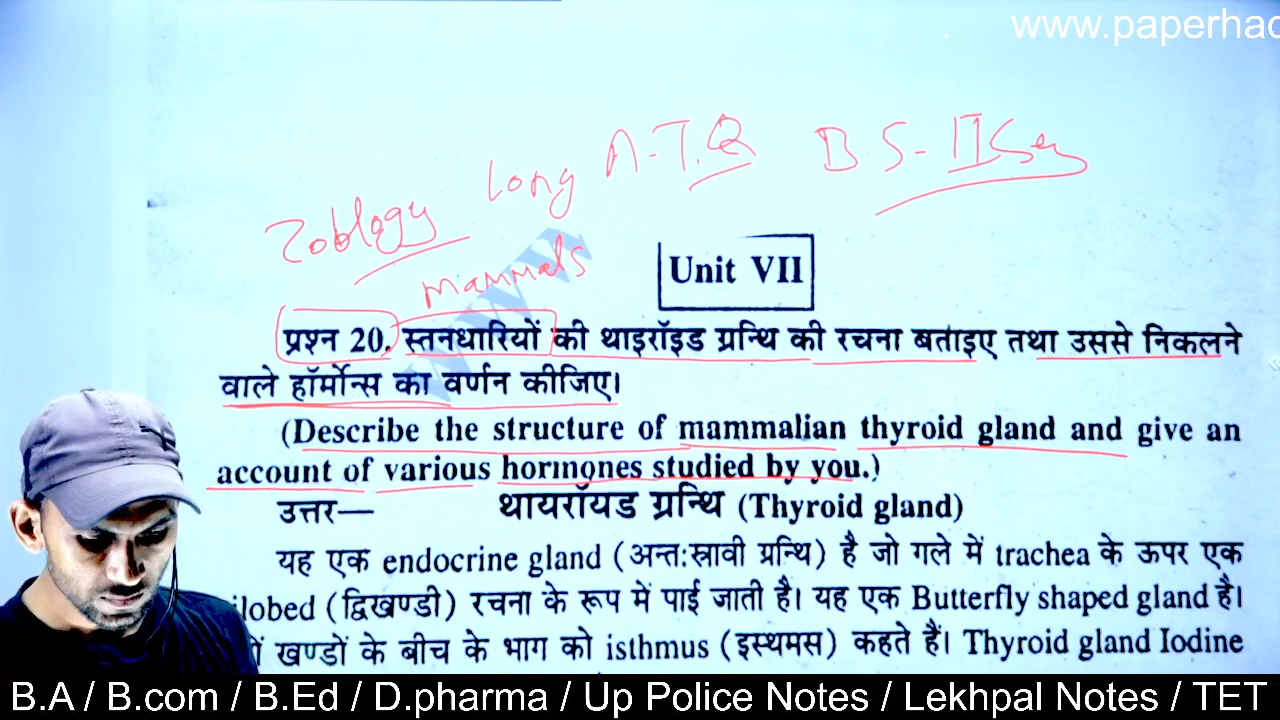 www.paperhac
Zoology Long A.T.Q B.S- II Sem
mammals
www
Unit VII
प्रश्न 20. स्तनधारियों की थाइरॉइड ग्रन्थि की रचना बताइए तथा उससे निकलने
वाले हॉर्मोन्स का वर्णन कीजिए।
(Describe the structure of mammalian thyroid gland and give an
account of various hormones studied by you.)
उत्तर— थायरॉयड ग्रन्थि (Thyroid gland)
यह एक endocrine gland (अन्तःस्रावी ग्रन्थि) है जो गले में trachea के ऊपर एक
ilobed (द्विखण्डी) रचना के रूप में पाई जाती है। यह एक Butterfly shaped gland है।
खण्डों के बीच के भाग को isthmus (इस्थमस) कहते हैं। Thyroid gland Iodine
B.A / B.com / B.Ed / D.pharma / Up Police Notes / Lekhpal Notes / TET